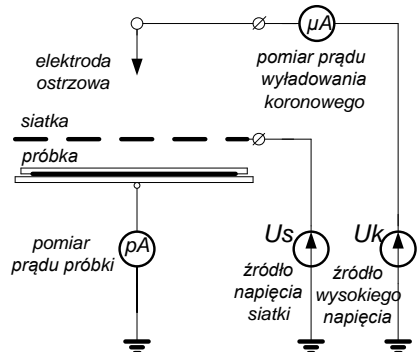 μA
elektroda
ostrzowa
pomiar prądu
wyładowania
koronowego
siatka
próbka
pA
pomiar
prądu próbki
Us
źródło
napięcia
siatki
Uk
źródło
wysokiego
napięcia